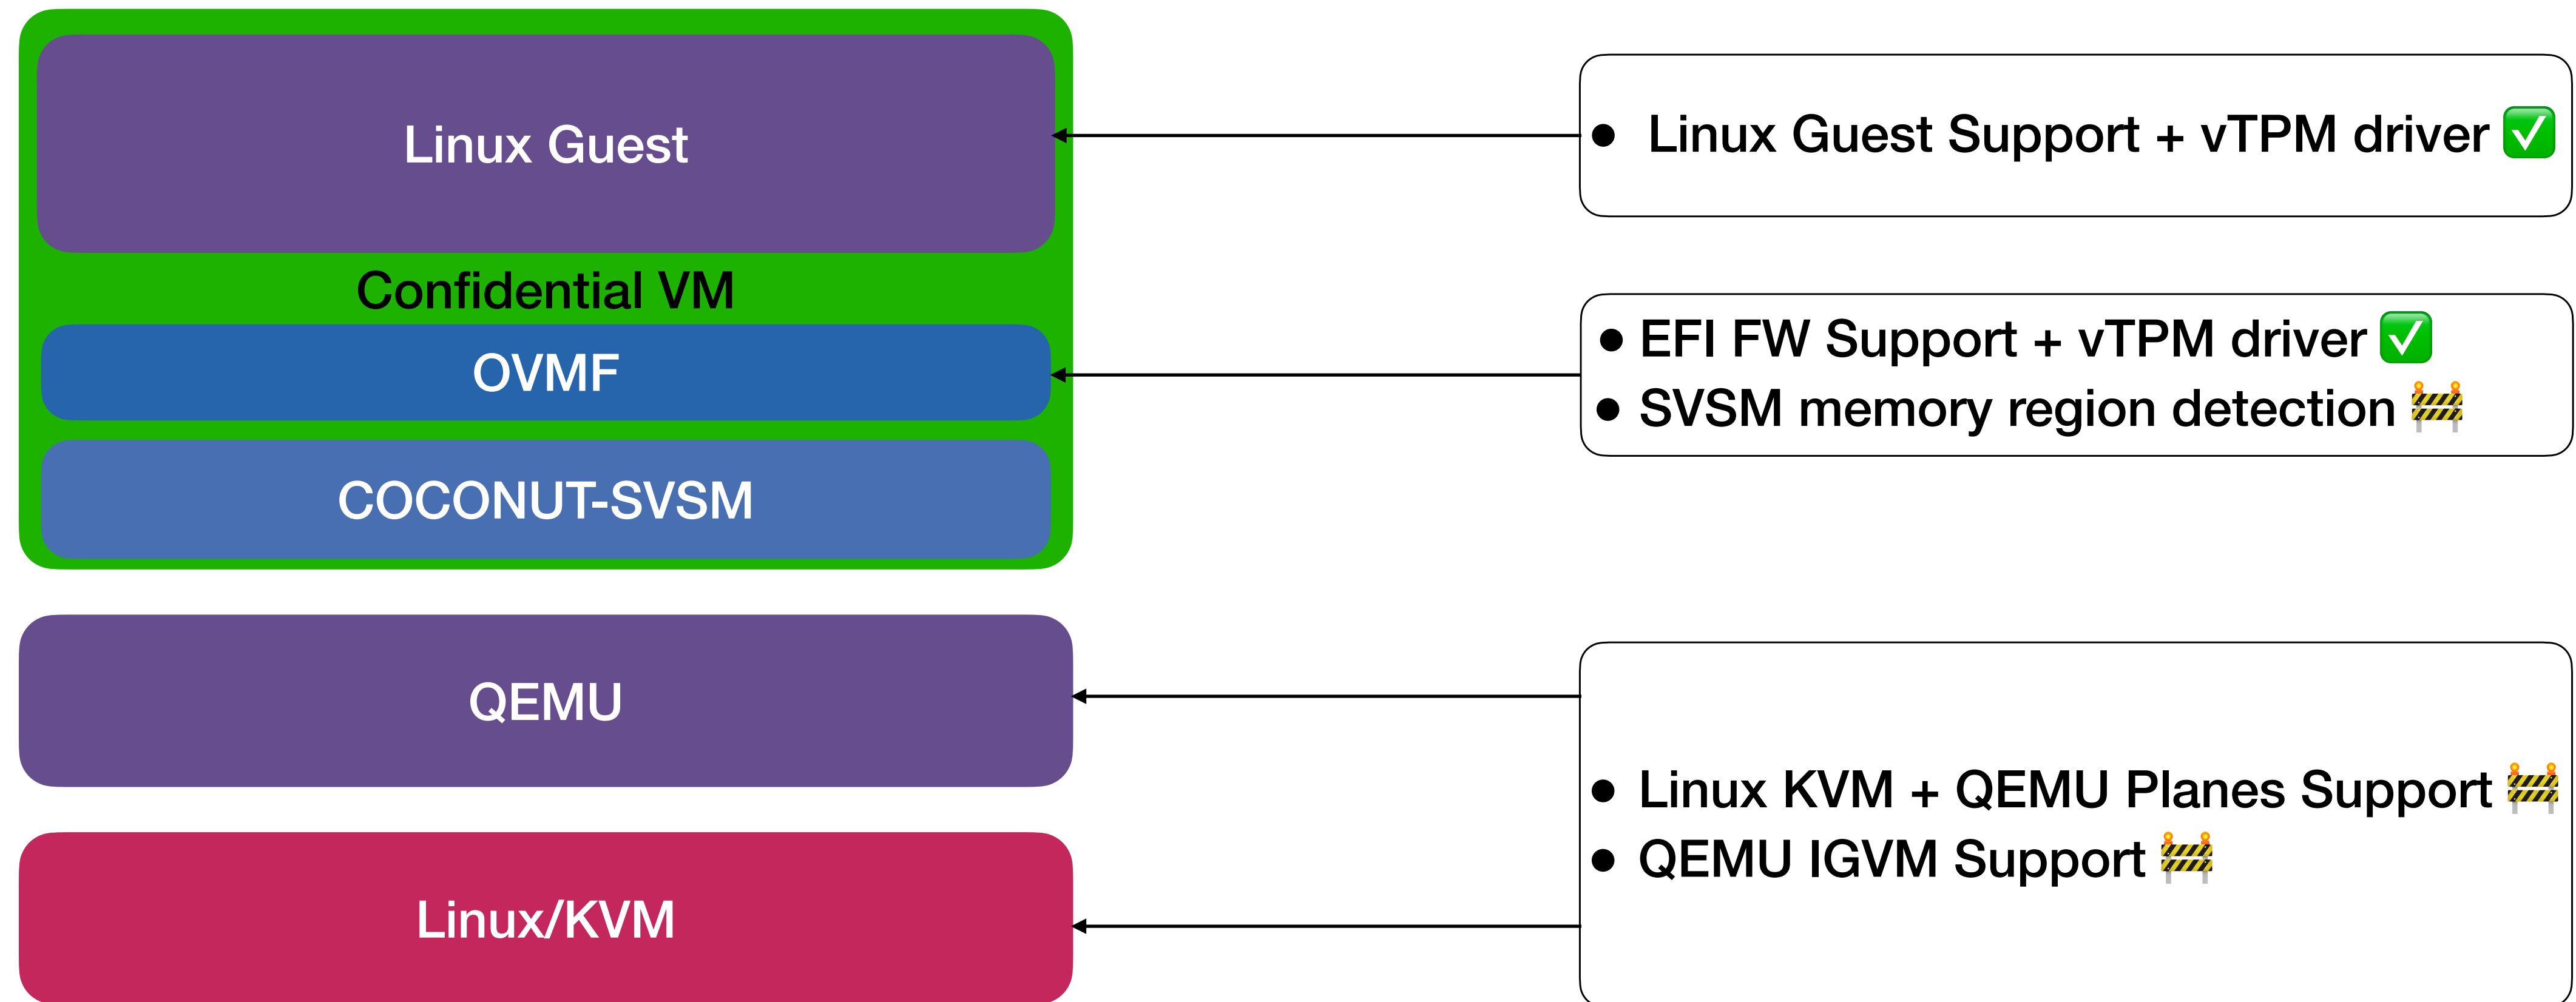 Linux Guest
Confidential VM
OVMF
COCONUT-SVSM
QEMU
Linux/KVM
● Linux Guest Support + vTPM driver ✅
● EFI FW Support + vTPM driver ✅
● SVSM memory region detection 🚧
● Linux KVM + QEMU Planes Support 🚧
● QEMU IGVM Support 🚧